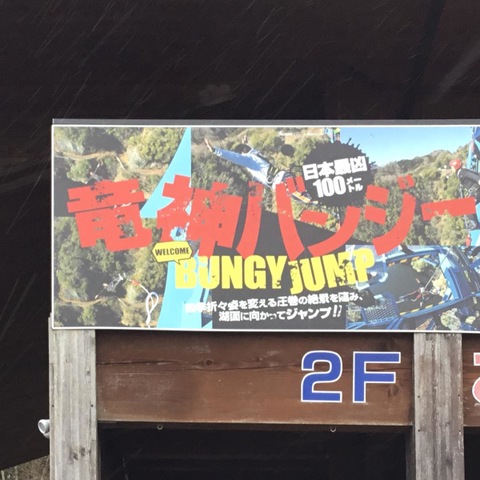 日本最凶
100メートル
竜神バンジー
WELCOME
BUNGY JUMP
四季折々姿を変える圧巻の絶景を望み、
湖面に向かってジャンプ!!
2F